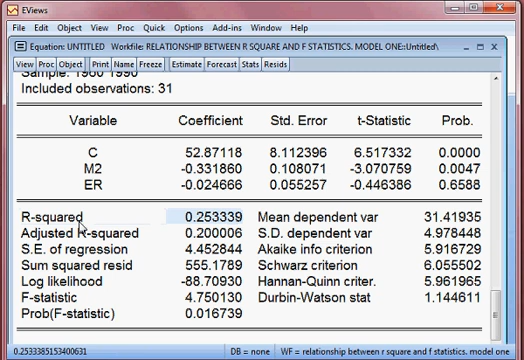 EViews
File Edit Object View Proc Quick Options Add-ins Window Help
Equation: UNTITLED Workfile: RELATIONSHIP BETWEEN R SQUARE AND F STATISTICS. MODEL ONE::Untitled\
View Proc Object Print Name Freeze Estimate Forecast Stats Resids
Sample: 1960 1990
Included observations: 31
Variable Coefficient Std. Error t-Statistic Prob.
C 52.87118 8.112396 6.517332 0.0000
M2 -0.331860 0.108071 -3.070759 0.0047
ER -0.024666 0.055257 -0.446386 0.6588
R-squared 0.253339 Mean dependent var 31.41935
Adjusted R-squared 0.200006 S.D. dependent var 4.978448
S.E. of regression 4.452844 Akaike info criterion 5.916729
Sum squared resid 555.1789 Schwarz criterion 6.055502
Log likelihood -88.70930 Hannan-Quinn criter. 5.961965
F-statistic 4.750130 Durbin-Watson stat 1.144611
Prob(F-statistic) 0.016739
0.2533385153400631 DB = none WF = relationship between r square and f statistics. model one